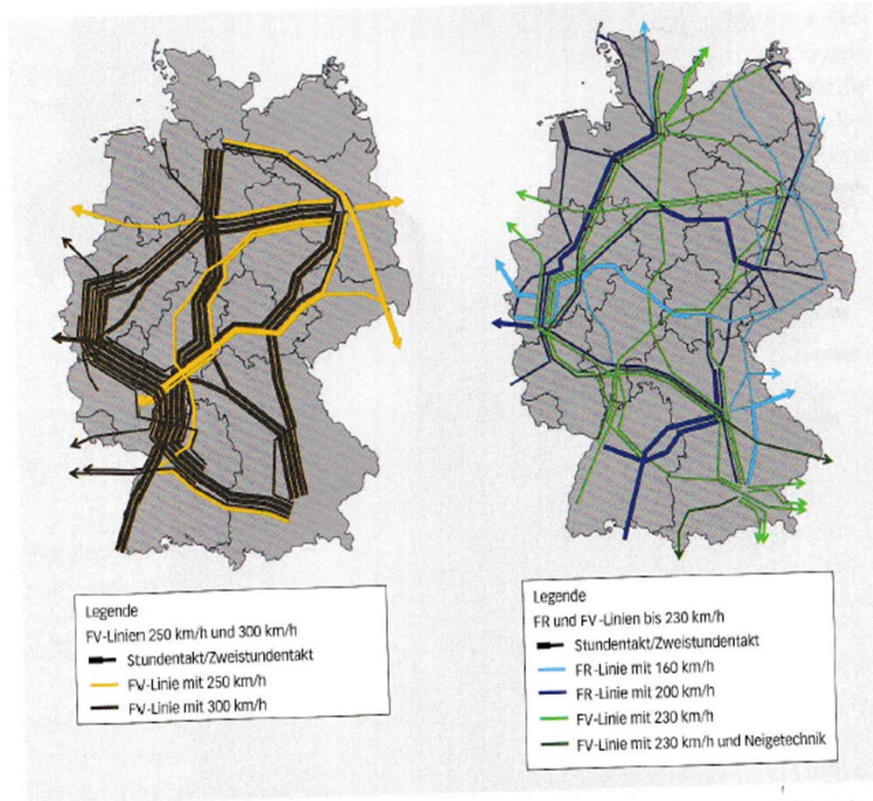 Legende
FV-Linien 250 km/h und 300 km/h
Stundentakt/Zweistundentakt
FV-Linie mit 250 km/h
FV-Linie mit 300 km/h
Legende
FR und FV-Linien bis 230 km/h
Stundentakt/Zweistundentakt
FR-Linie mit 160 km/h
FR-Linie mit 200 km/h
FV-Linie mit 230 km/h
FV-Linie mit 230 km/h und Neigetechnik